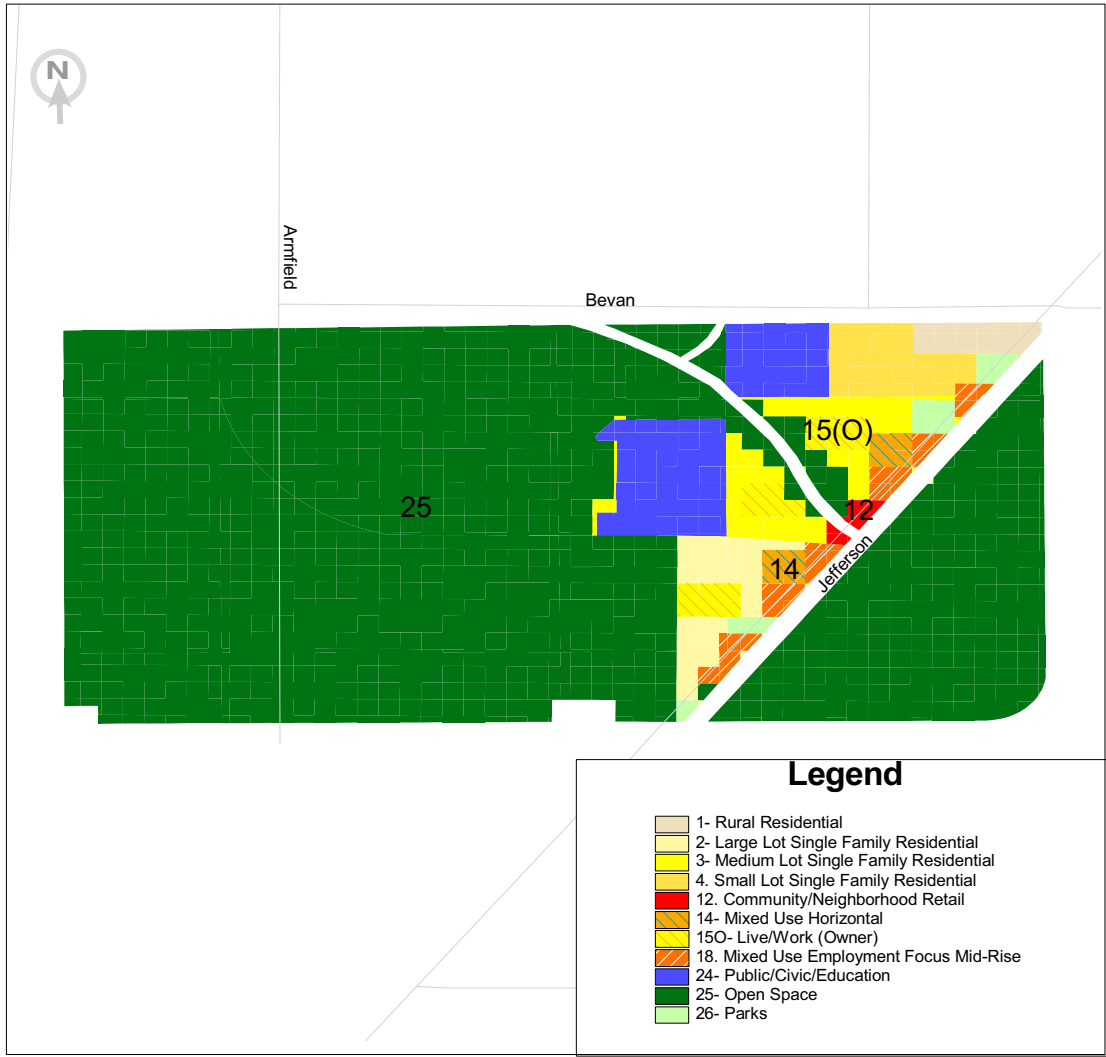 N
Armfield
Bevan
15(O)
25
12
Jefferson
14
Legend
1- Rural Residential
2- Large Lot Single Family Residential
3- Medium Lot Single Family Residential
4. Small Lot Single Family Residential
12. Community/Neighborhood Retail
14- Mixed Use Horizontal
15O- Live/Work (Owner)
18. Mixed Use Employment Focus Mid-Rise
24- Public/Civic/Education
25- Open Space
26- Parks